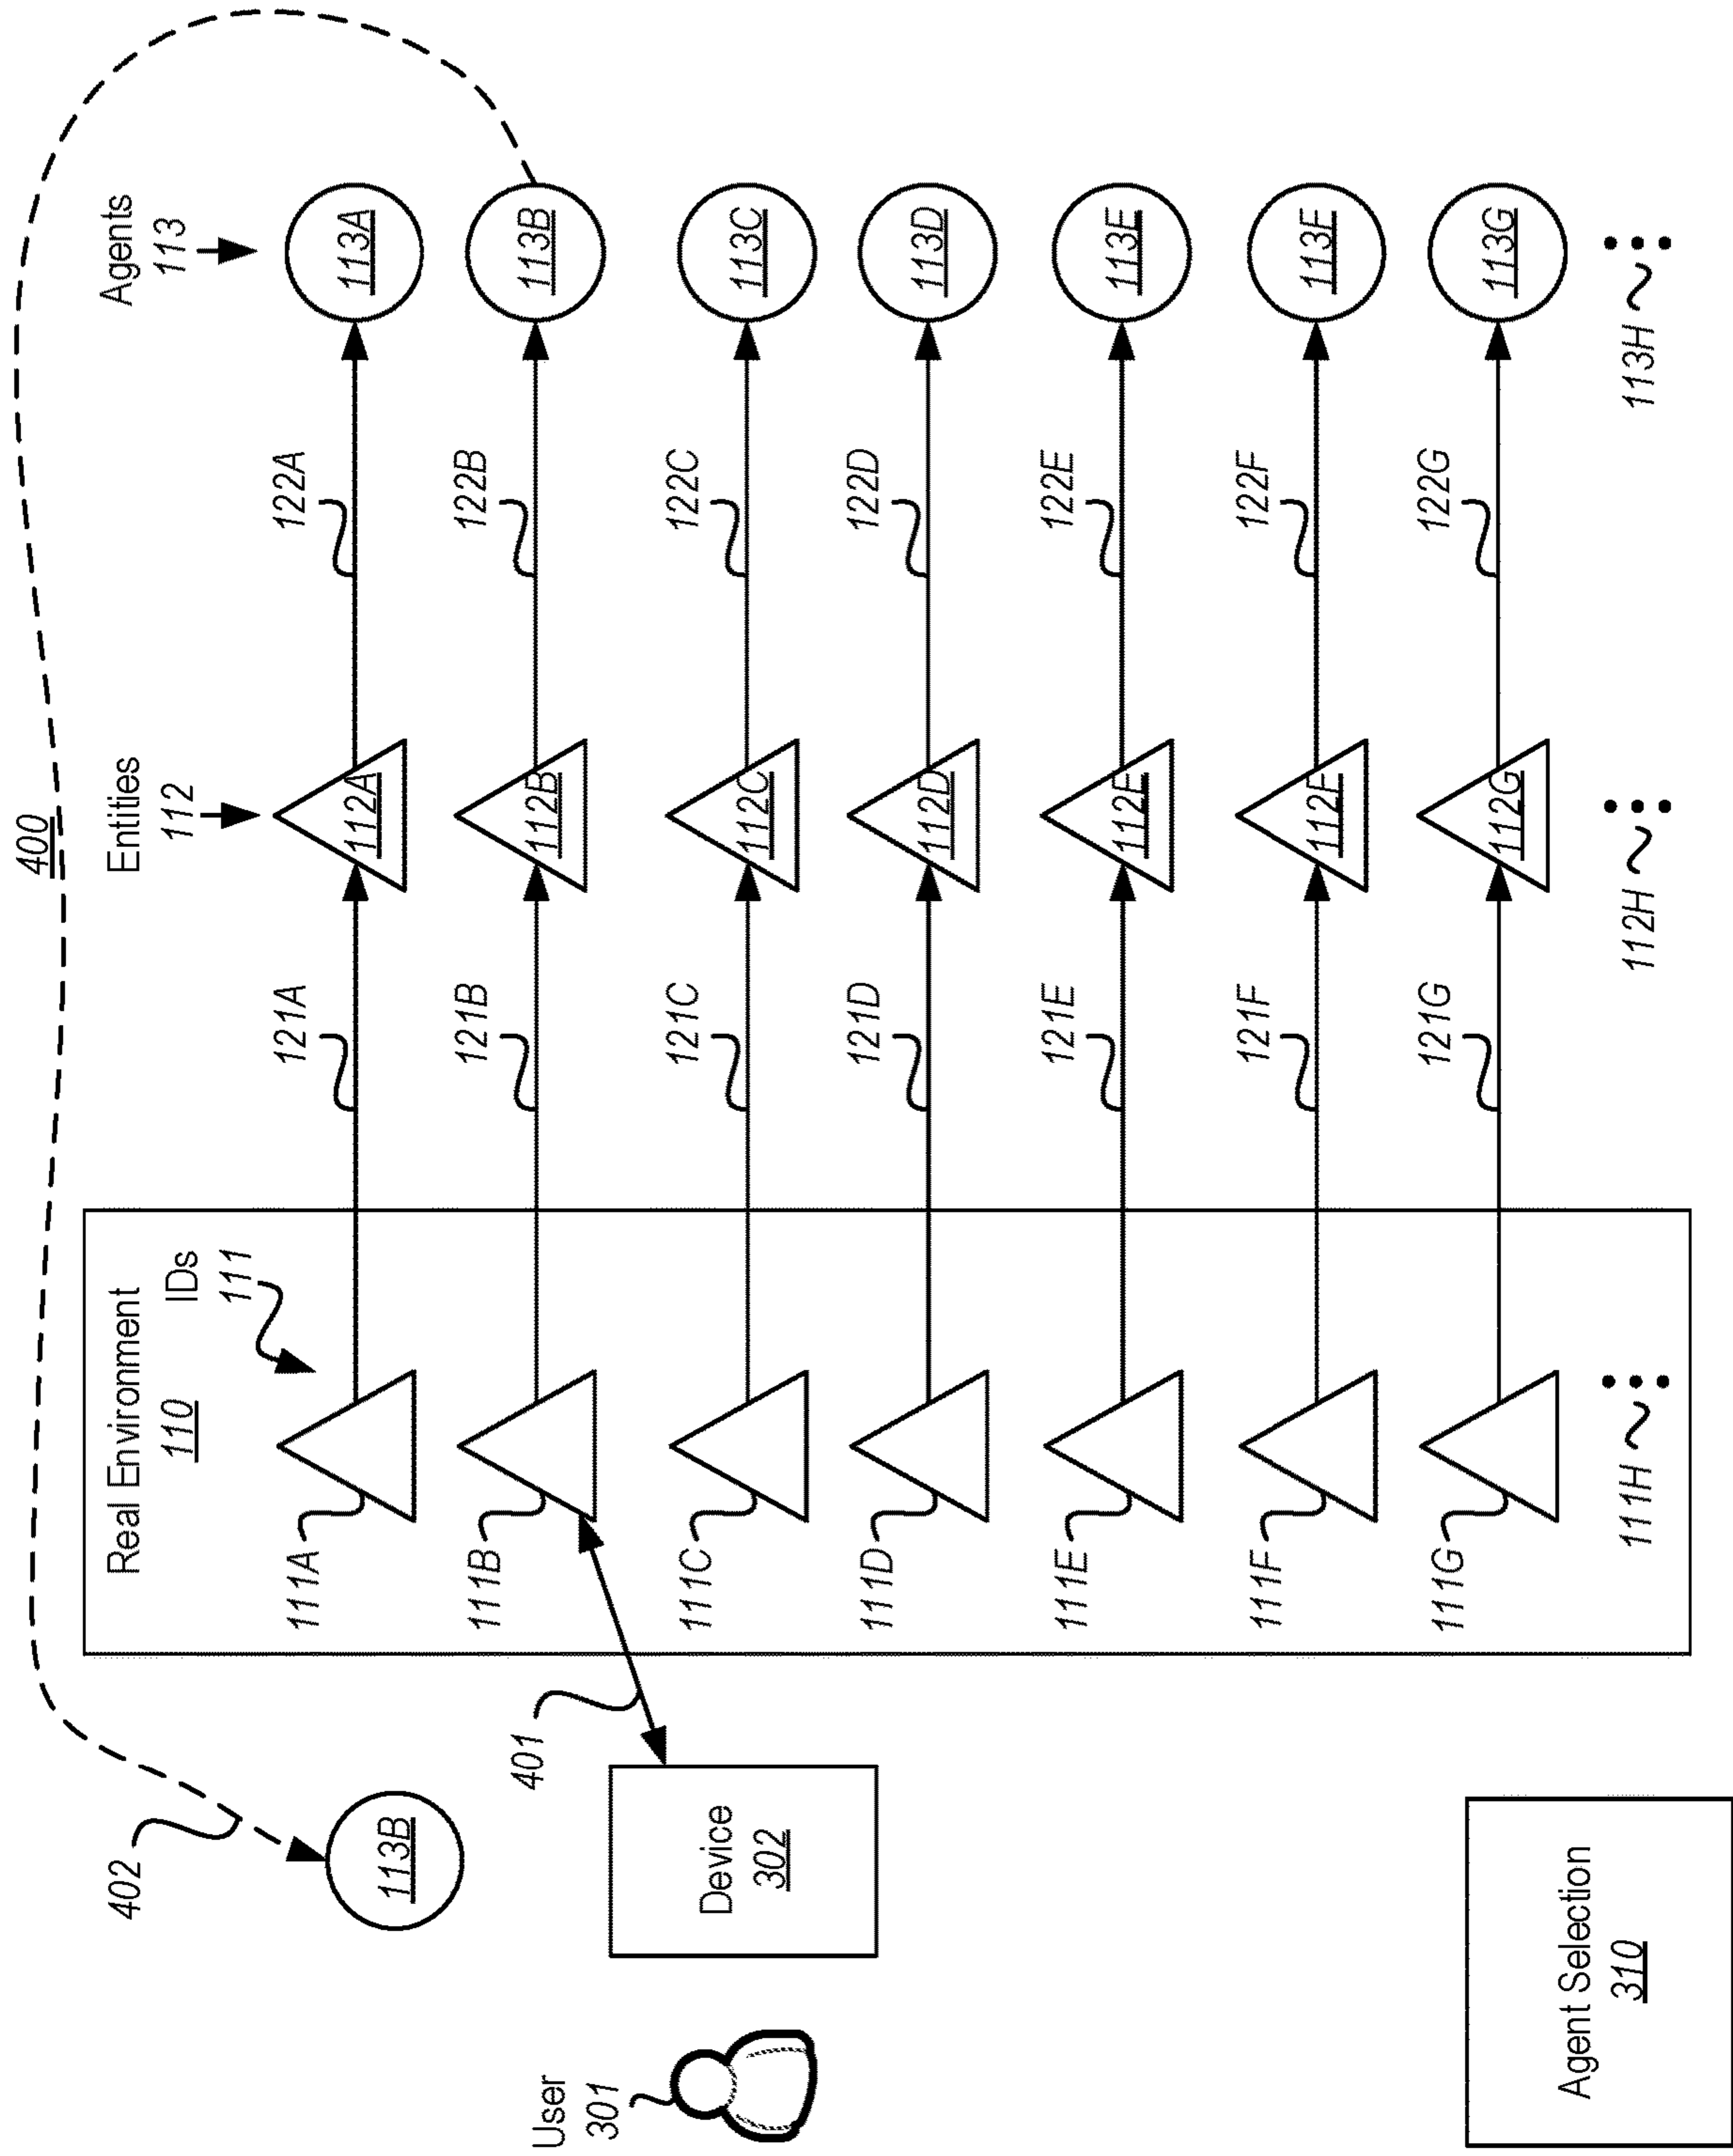 400
402
Real Environment
110
IDs
111
Entities
112
Agents
113
113B
111A
121A
112A
122A
113A
User
301
Device
302
401
111B
121B
112B
122B
113B
111C
121C
112C
122C
113C
111D
121D
112D
122D
113D
111E
121E
112E
122E
113E
111F
121F
112F
122F
113F
111G
121G
112G
122G
113G
Agent Selection
310
111H
112H
113H